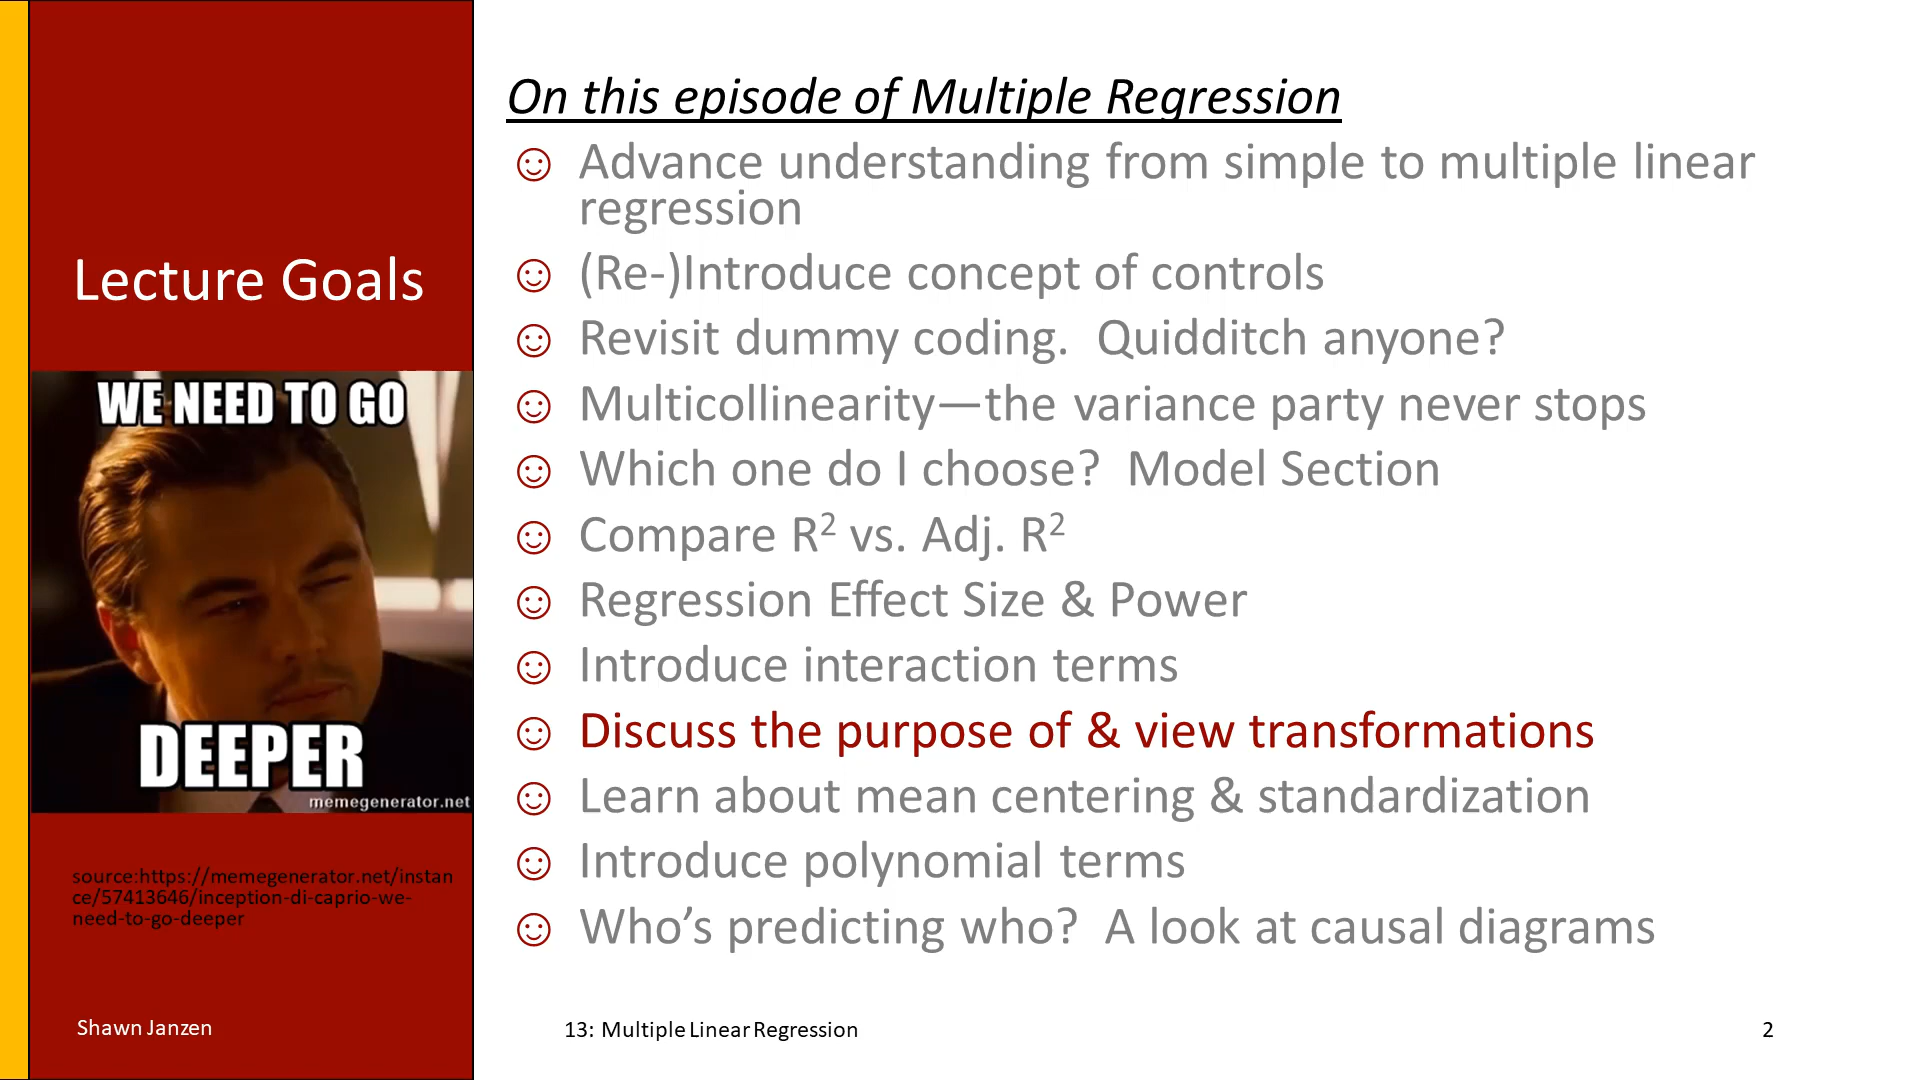 On this episode of Multiple Regression
Advance understanding from simple to multiple linear
regression
(Re-)Introduce concept of controls
Revisit dummy coding.  Quidditch anyone?
Multicollinearity—the variance party never stops
Which one do I choose?  Model Section
Compare R² vs. Adj. R²
Regression Effect Size & Power
Introduce interaction terms
Discuss the purpose of & view transformations
Learn about mean centering & standardization
Introduce polynomial terms
Who’s predicting who?  A look at causal diagrams
Lecture Goals
WE NEED TO GO
DEEPER
memegenerator.net
source:https://memegenerator.net/instan
ce/57413646/inception-di-caprio-we-
need-to-go-deeper
Shawn Janzen
13: Multiple Linear Regression
2